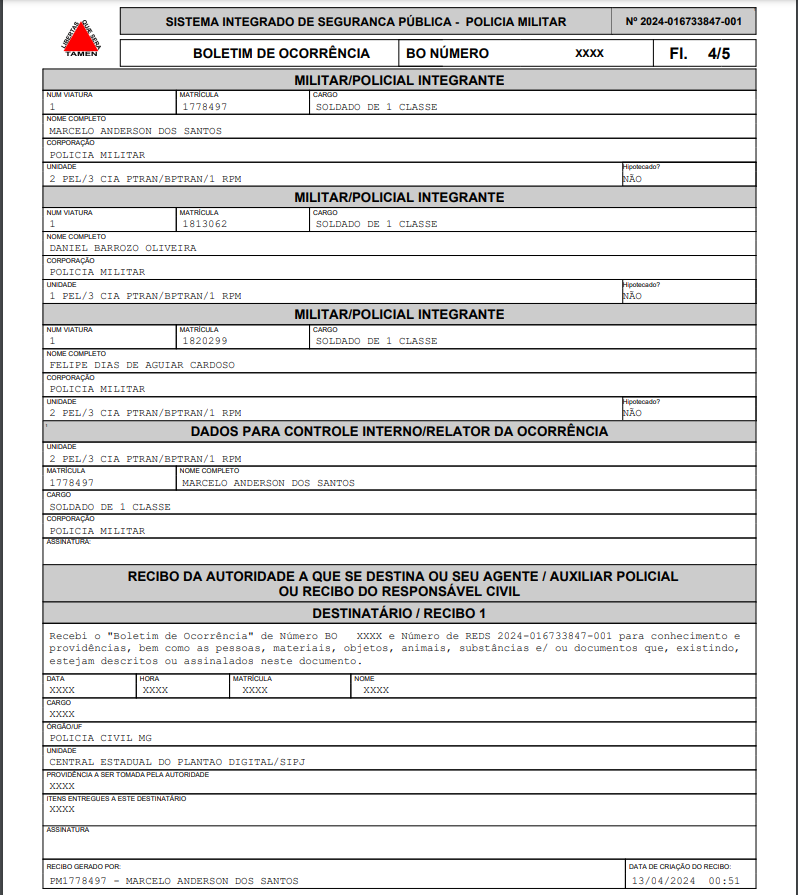 LIBERTAS QUE SERA TAMEN
SISTEMA INTEGRADO DE SEGURANCA PÚBLICA - POLICIA MILITAR
Nº 2024-016733847-001
BOLETIM DE OCORRÊNCIA
BO NÚMERO
XXXX
Fl. 4/5
MILITAR/POLICIAL INTEGRANTE
NUM VIATURA
MATRÍCULA
CARGO
1
1778497
SOLDADO DE 1 CLASSE
NOME COMPLETO
MARCELO ANDERSON DOS SANTOS
CORPORAÇÃO
POLICIA MILITAR
UNIDADE
Hipotecado?
2 PEL/3 CIA PTRAN/BPTRAN/1 RPM
NÃO
MILITAR/POLICIAL INTEGRANTE
NUM VIATURA
MATRÍCULA
CARGO
1
1813062
SOLDADO DE 1 CLASSE
NOME COMPLETO
DANIEL BARROZO OLIVEIRA
CORPORAÇÃO
POLICIA MILITAR
UNIDADE
Hipotecado?
1 PEL/3 CIA PTRAN/BPTRAN/1 RPM
NÃO
MILITAR/POLICIAL INTEGRANTE
NUM VIATURA
MATRÍCULA
CARGO
1
1820299
SOLDADO DE 1 CLASSE
NOME COMPLETO
FELIPE DIAS DE AGUIAR CARDOSO
CORPORAÇÃO
POLICIA MILITAR
UNIDADE
Hipotecado?
2 PEL/3 CIA PTRAN/BPTRAN/1 RPM
NÃO
DADOS PARA CONTROLE INTERNO/RELATOR DA OCORRÊNCIA
UNIDADE
2 PEL/3 CIA PTRAN/BPTRAN/1 RPM
MATRÍCULA
NOME COMPLETO
1778497
MARCELO ANDERSON DOS SANTOS
CARGO
SOLDADO DE 1 CLASSE
CORPORAÇÃO
POLICIA MILITAR
ASSINATURA:
RECIBO DA AUTORIDADE A QUE SE DESTINA OU SEU AGENTE / AUXILIAR POLICIAL
OU RECIBO DO RESPONSÁVEL CIVIL
DESTINATÁRIO / RECIBO 1
Recebi o "Boletim de Ocorrência" de Número BO XXXX e Número de REDS 2024-016733847-001 para conhecimento e
providências, bem como as pessoas, materiais, objetos, animais, substâncias e/ ou documentos que, existindo,
estejam descritos ou assinalados neste documento.
DATA
HORA
MATRÍCULA
NOME
XXXX
XXXX
XXXX
XXXX
CARGO
XXXX
ÓRGÃO/UF
POLICIA CIVIL MG
UNIDADE
CENTRAL ESTADUAL DO PLANTAO DIGITAL/SIPJ
PROVIDÊNCIA A SER TOMADA PELA AUTORIDADE
XXXX
ITENS ENTREGUES A ESTE DESTINATÁRIO
XXXX
ASSINATURA
RECIBO GERADO POR:
DATA DE CRIAÇÃO DO RECIBO:
PM1778497 - MARCELO ANDERSON DOS SANTOS
13/04/2024 00:51